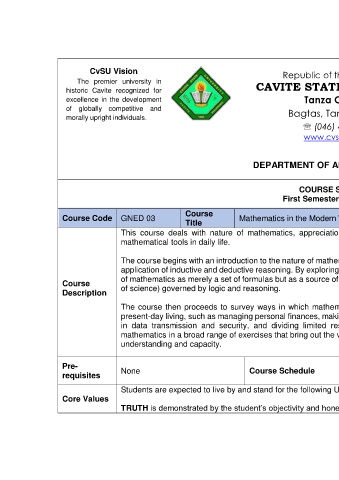 CvSU Vision
The premier university in
historic Cavite recognized for
excellence in the development
of globally competitive and
morally upright individuals.
Republic of th
CAVITE STATE
Tanza C
Bagtas, Tan
☏ (046) 4
www.cvs
DEPARTMENT OF A
COURSE S
First Semester
Course Code GNED 03 Course Title Mathematics in the Modern
This course deals with nature of mathematics, appreciatio
mathematical tools in daily life.
The course begins with an introduction to the nature of mathe
application of inductive and deductive reasoning. By exploring
of mathematics as merely a set of formulas but as a source of
of science) governed by logic and reasoning.
Course
Description
The course then proceeds to survey ways in which mathem
present-day living, such as managing personal finances, maki
in data transmission and security, and dividing limited res
mathematics in a broad range of exercises that bring out the v
understanding and capacity.
Pre-
requisites
None
Course Schedule
Students are expected to live by and stand for the following U
Core Values
TRUTH is demonstrated by the student's objectivity and hone